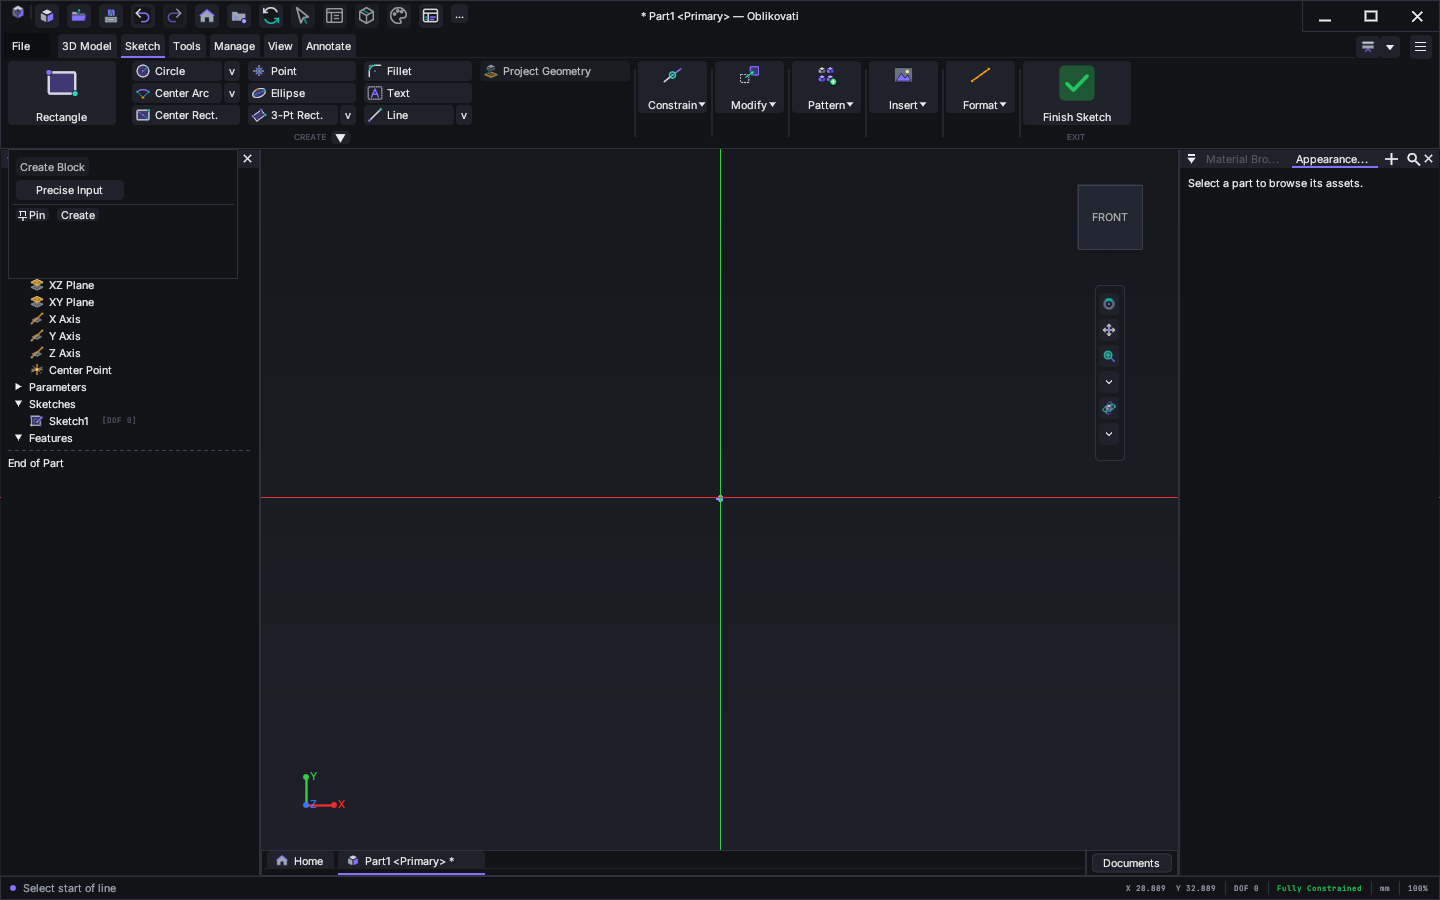 * Part1 <Primary> — Oblikovati
...
File
3D Model
Sketch
Tools
Manage
View
Annotate
Rectangle
Circle v
Center Arc v
Center Rect.
Point
Ellipse
3-Pt Rect. v
Fillet
Text
Line v
Project Geometry
CREATE
Constrain
Modify
Pattern
Insert
Format
Finish Sketch
EXIT
Create Block
Precise Input
Pin Create
XZ Plane
XY Plane
X Axis
Y Axis
Z Axis
Center Point
Parameters
Sketches
Sketch1 [DOF 0]
Features
End of Part
FRONT
Y
Z X
Material Bro...
Appearance...
Select a part to browse its assets.
Home
Part1 <Primary> *
Documents
Select start of line
X 28.889 Y 32.889
DOF 0
Fully Constrained
mm
100%